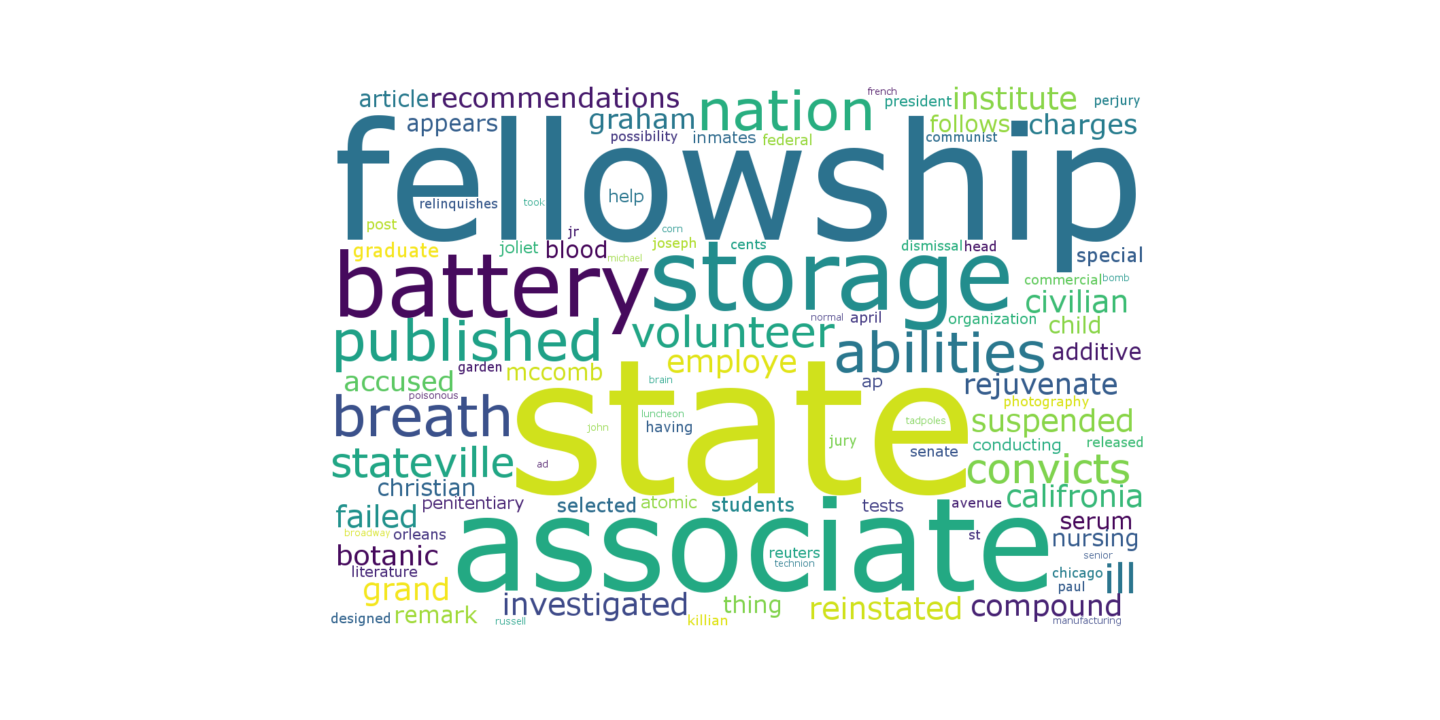 french
article recommendations nation president institute perjury
appears graham follows charges
possibility inmates federal communist
fellowship
relinquishes took help
post jr corn
graduate joliet blood joseph cents dismissal head special
michael
battery storage commercial bomb
civilian
published volunteer normal april organization child
abilities additive
garden mccomb employe
accused brain ap rejuvenate
poisonous photography
breath state luncheon tadpoles suspended
john having jury conducting released
senate
stateville ad convicts
christian penitentiary selected atomic students tests avenue califronia
failed associate serum
broadway orleans st nursing
botanic reuters senior
literature technion chicago ill
grand paul
investigated thing reinstated compound
designed remark russell killian manufacturing